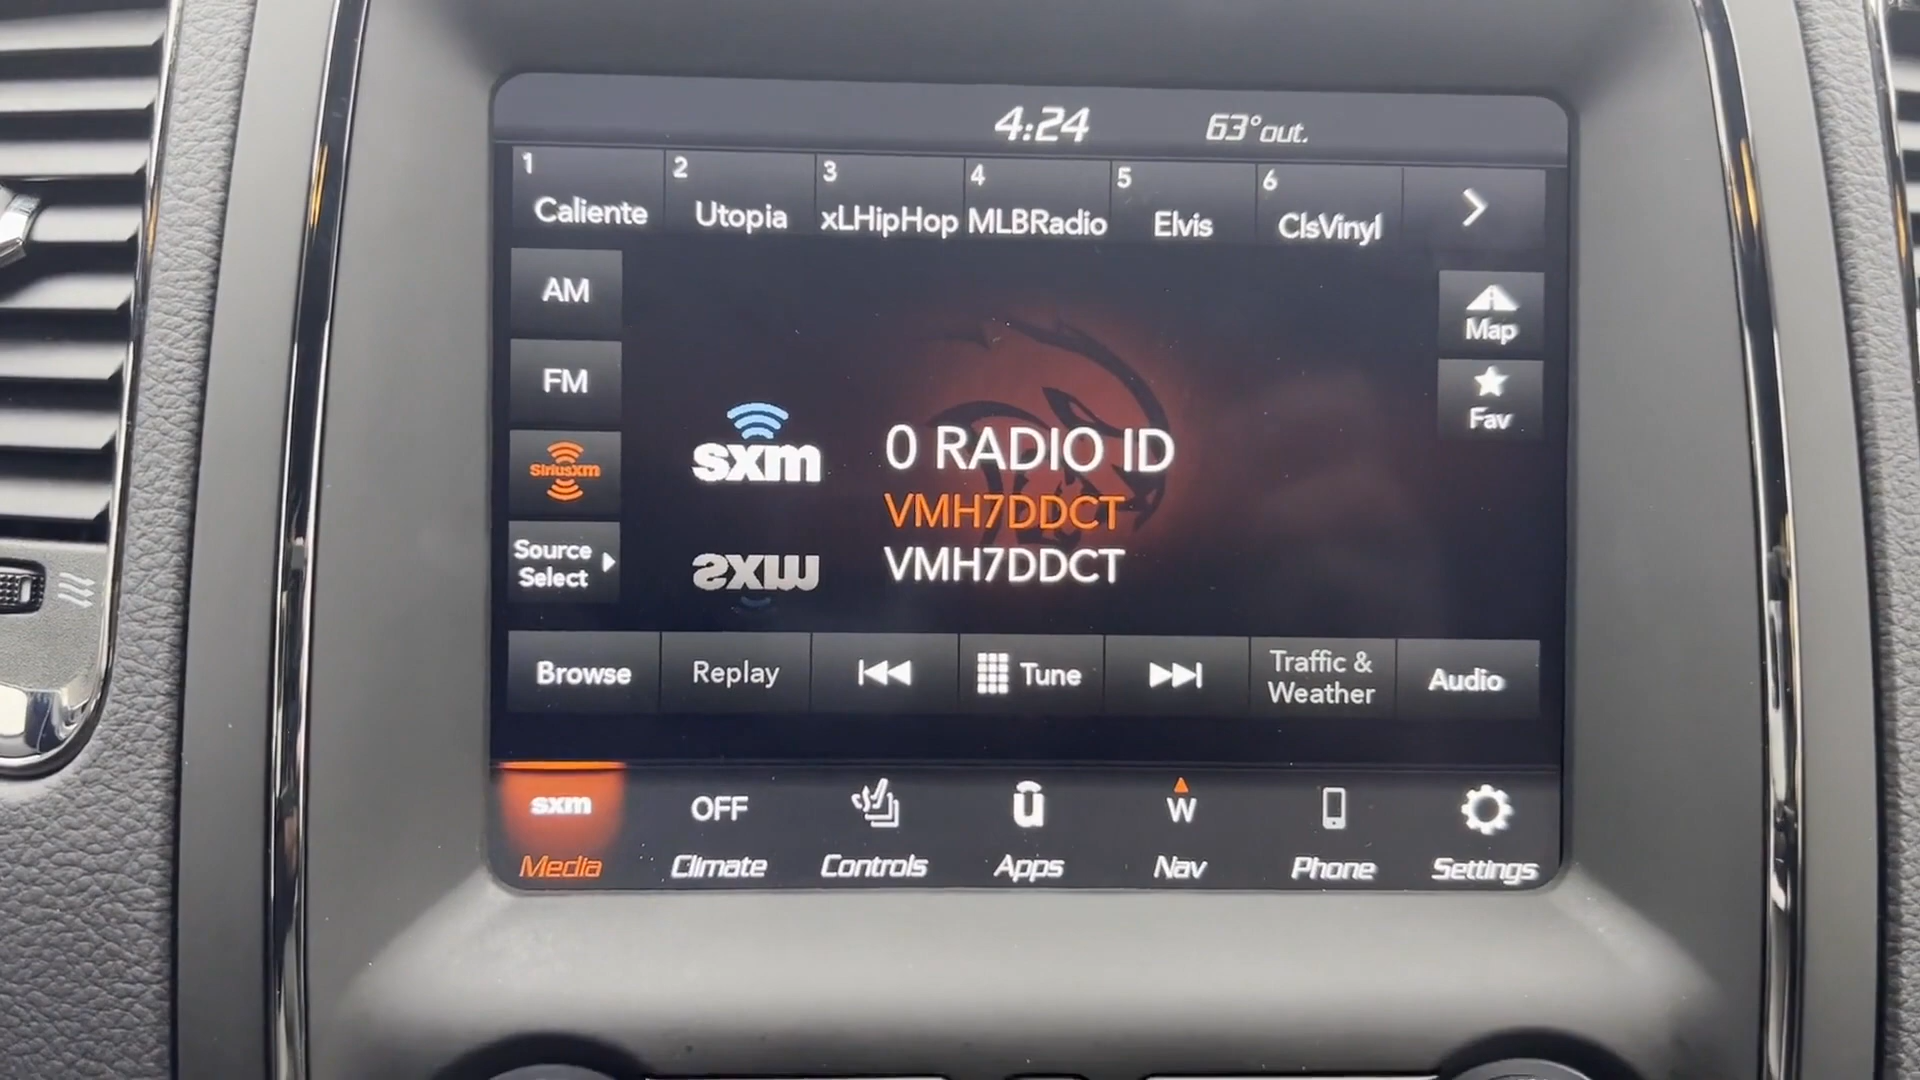 4:24 63°out.
1 2 3 4 5 6
Caliente Utopia xLHipHop MLBRadio Elvis ClsVinyl
AM
Map
FM
Fav
sxm
0 RADIO ID
SiriusXM
VMH7DDCT
Source
Select
VMH7DDCT
Browse Replay Tune Traffic &
Weather Audio
sxm OFF û W
Media Climate Controls Apps Nav Phone Settings